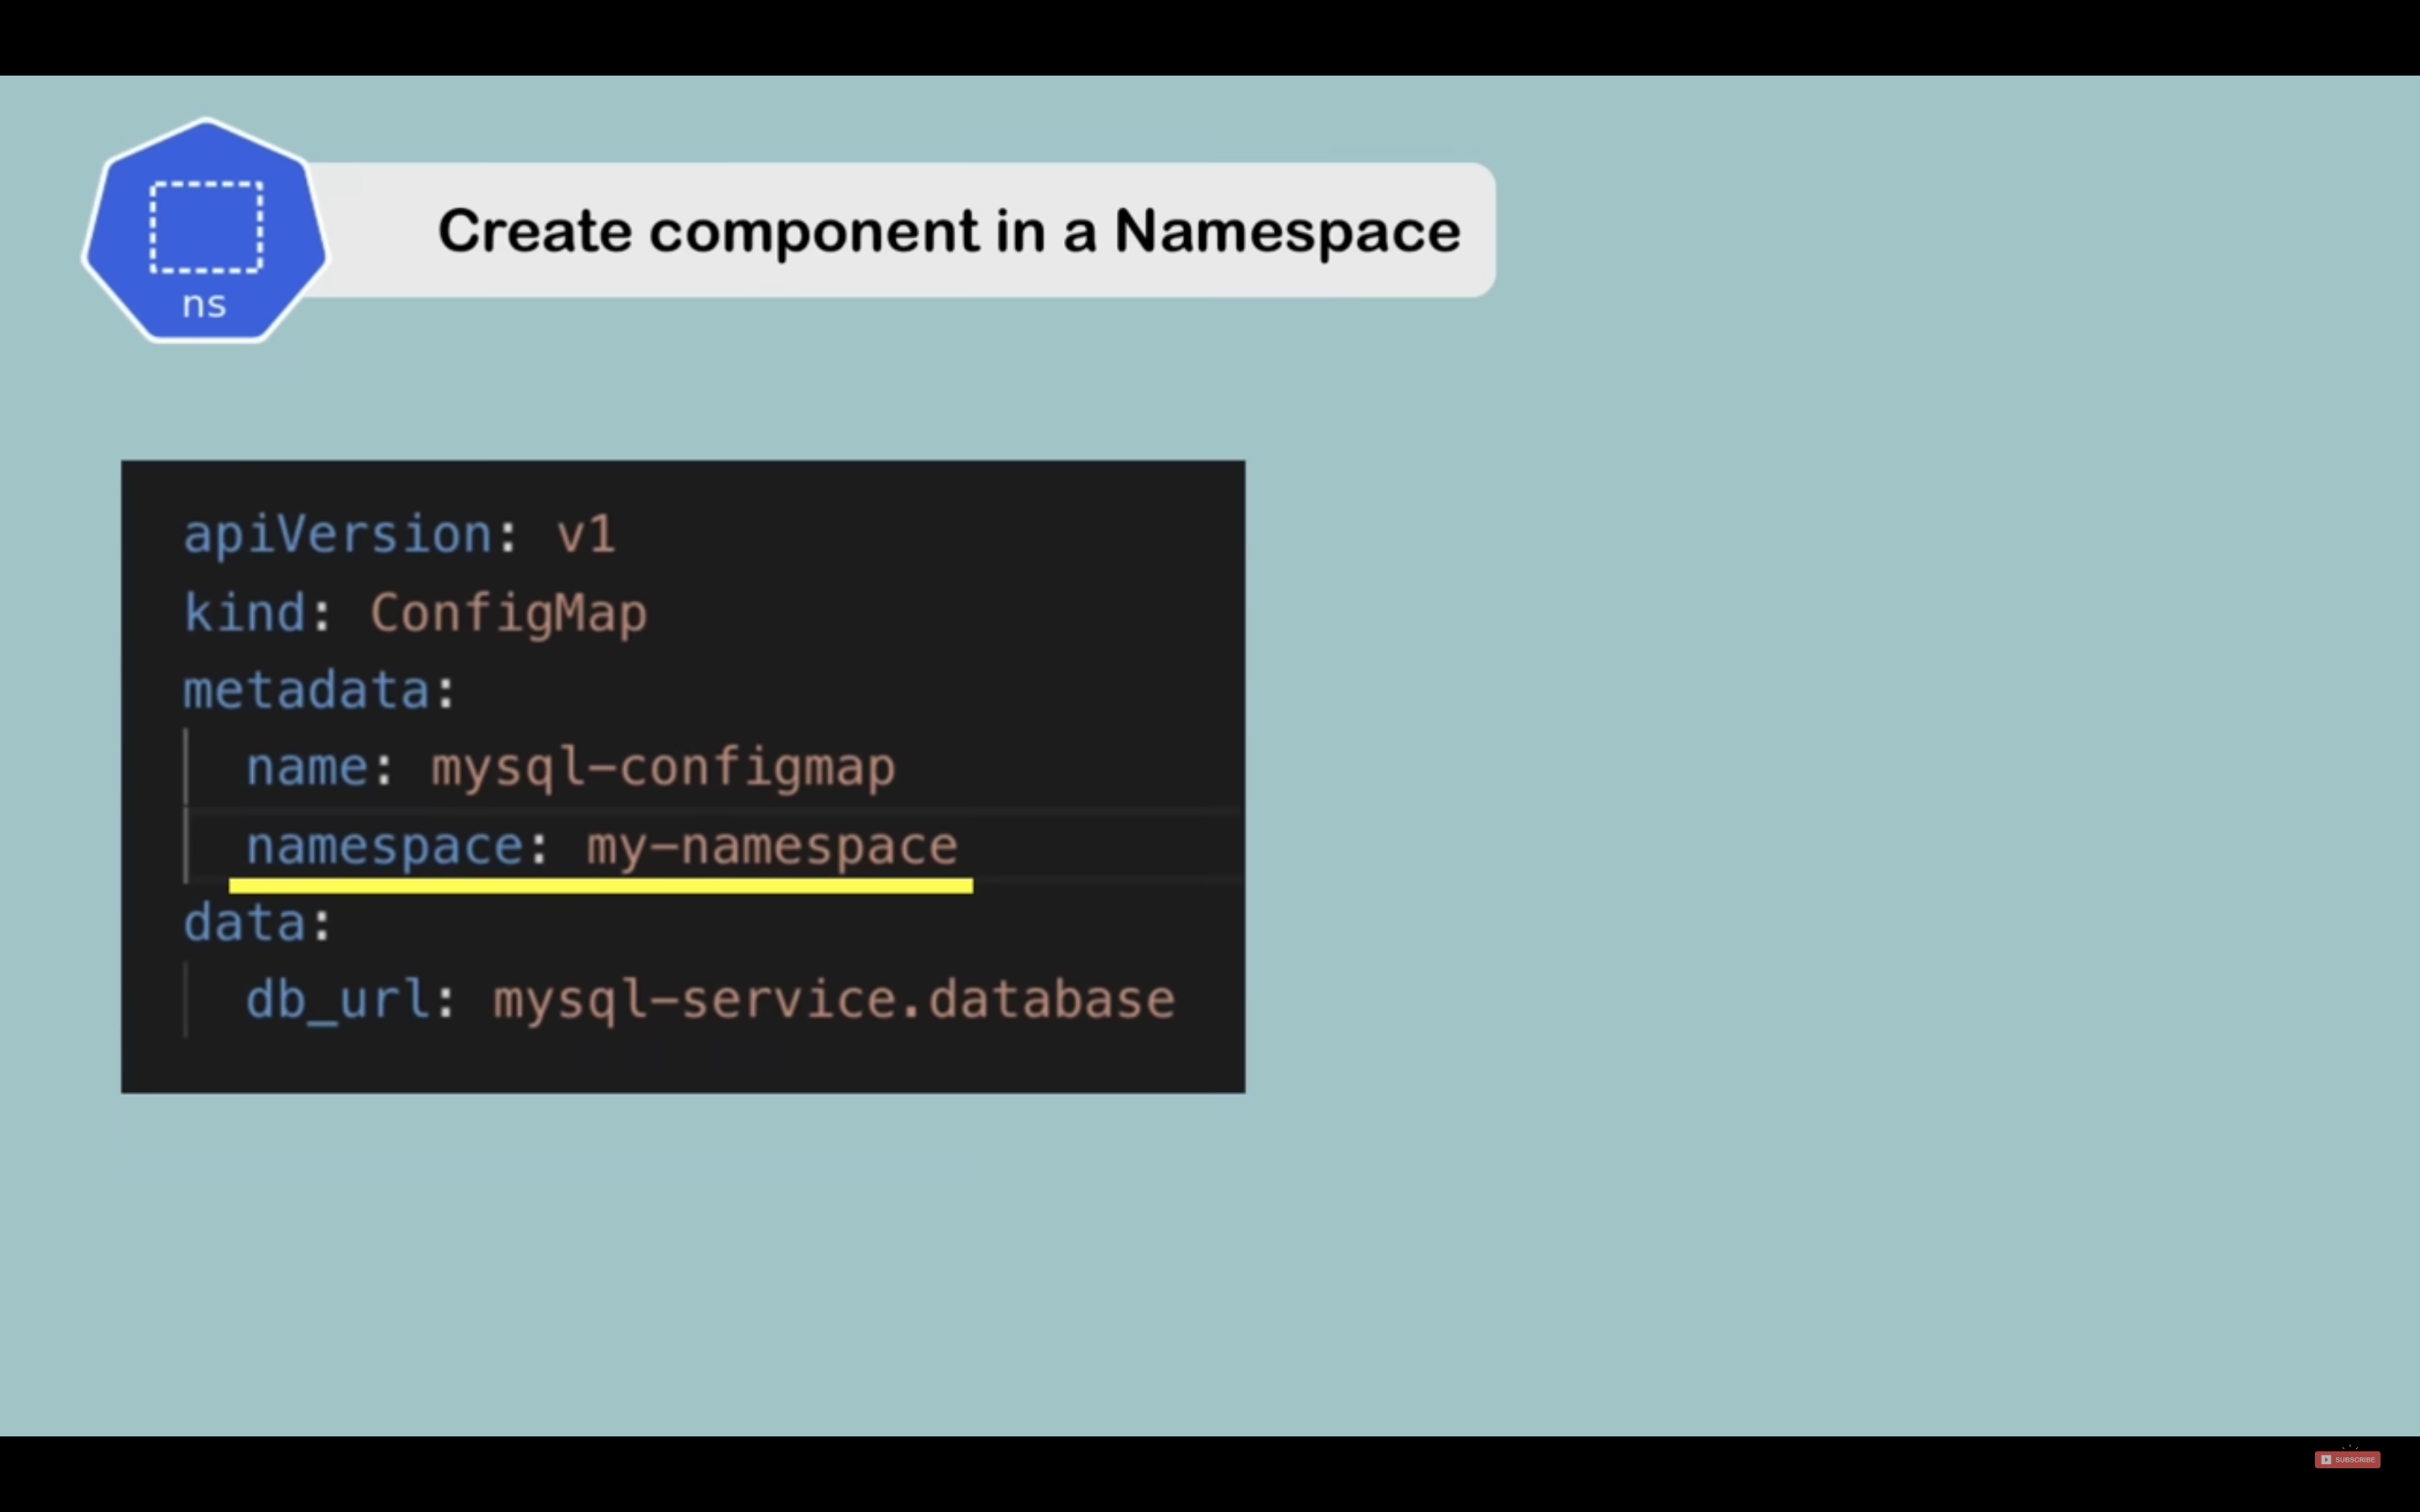 ns
Create component in a Namespace
apiVersion: v1
kind: ConfigMap
metadata:
  name: mysql-configmap
  namespace: my-namespace
data:
  db_url: mysql-service.database
SUBSCRIBE